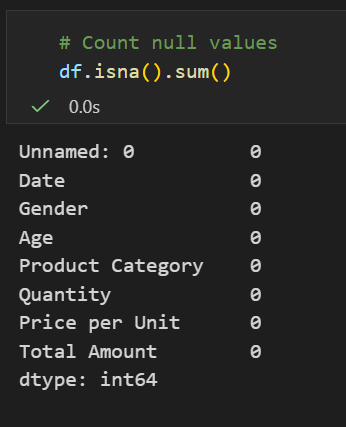 # Count null values
df.isna().sum()
0.0s
Unnamed: 0 0
Date 0
Gender 0
Age 0
Product Category 0
Quantity 0
Price per Unit 0
Total Amount 0
dtype: int64